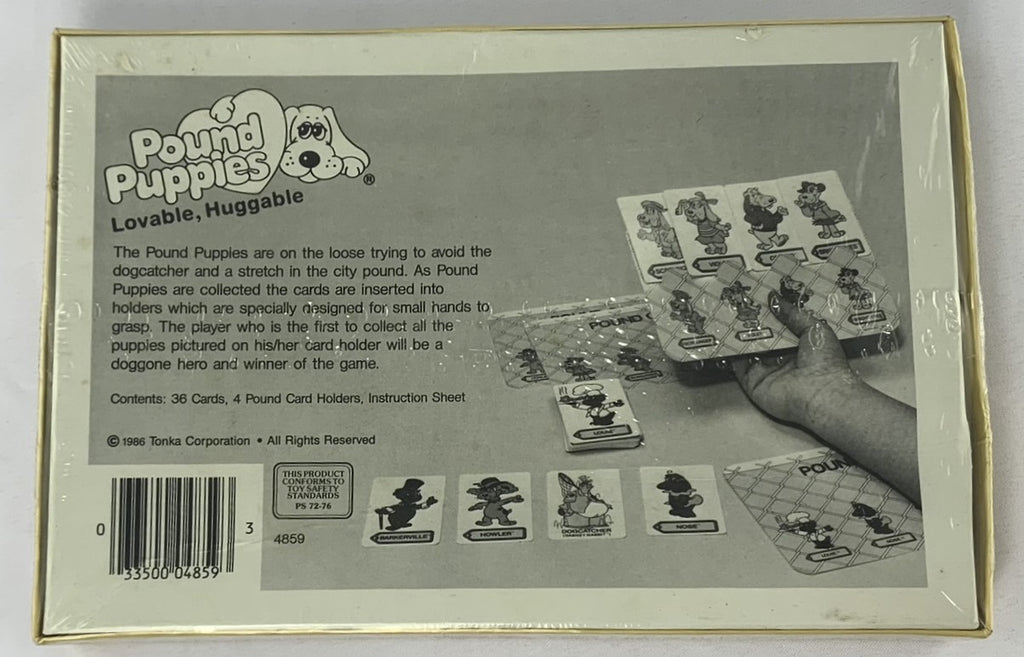 Pound
Puppies
®
Lovable, Huggable
The Pound Puppies are on the loose trying to avoid the
dogcatcher and a stretch in the city pound. As Pound
Puppies are collected the cards are inserted into
holders which are specially designed for small hands to
grasp. The player who is the first to collect all the
puppies pictured on his/her card holder will be a
doggone hero and winner of the game.
Contents: 36 Cards, 4 Pound Card Holders, Instruction Sheet
© 1986 Tonka Corporation • All Rights Reserved
POUND
LOUIE
THIS PRODUCT
CONFORMS TO
TOY SAFETY
STANDARDS
PS 72-76
4859
0
33500 04859
3
BARKERVILLE
HOWLER
DOGCATCHER
NOSE
POUN
LOUIE
NOSE